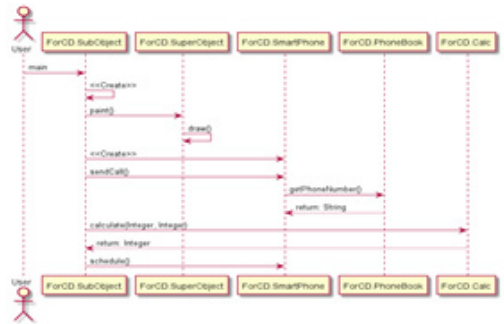 User
ForCD.SubObject
ForCD.SuperObject
ForCD.SmartPhone
ForCD.PhoneBook
ForCD.Calc
main
<<Create>>
paint()
draw()
<<Create>>
sendCall()
getPhoneNumber()
return: String
calculate(Integer, Integer)
return: Integer
schedule()
User
ForCD.SubObject
ForCD.SuperObject
ForCD.SmartPhone
ForCD.PhoneBook
ForCD.Calc